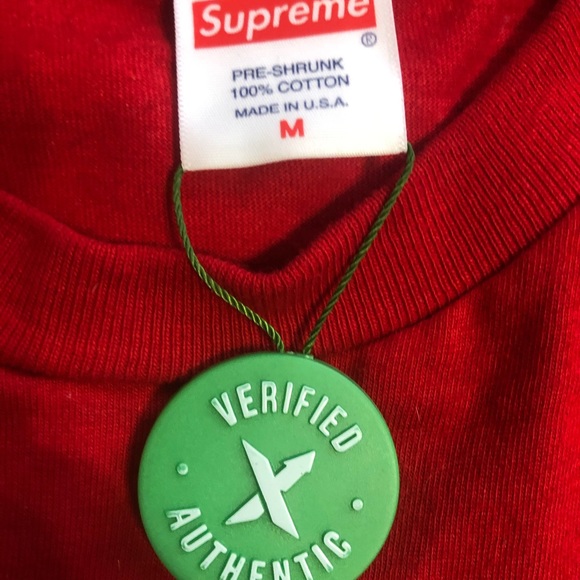 Supreme
®
PRE-SHRUNK
100% COTTON
MADE IN U.S.A.
M
VERIFIED
X
AUTHENTIC